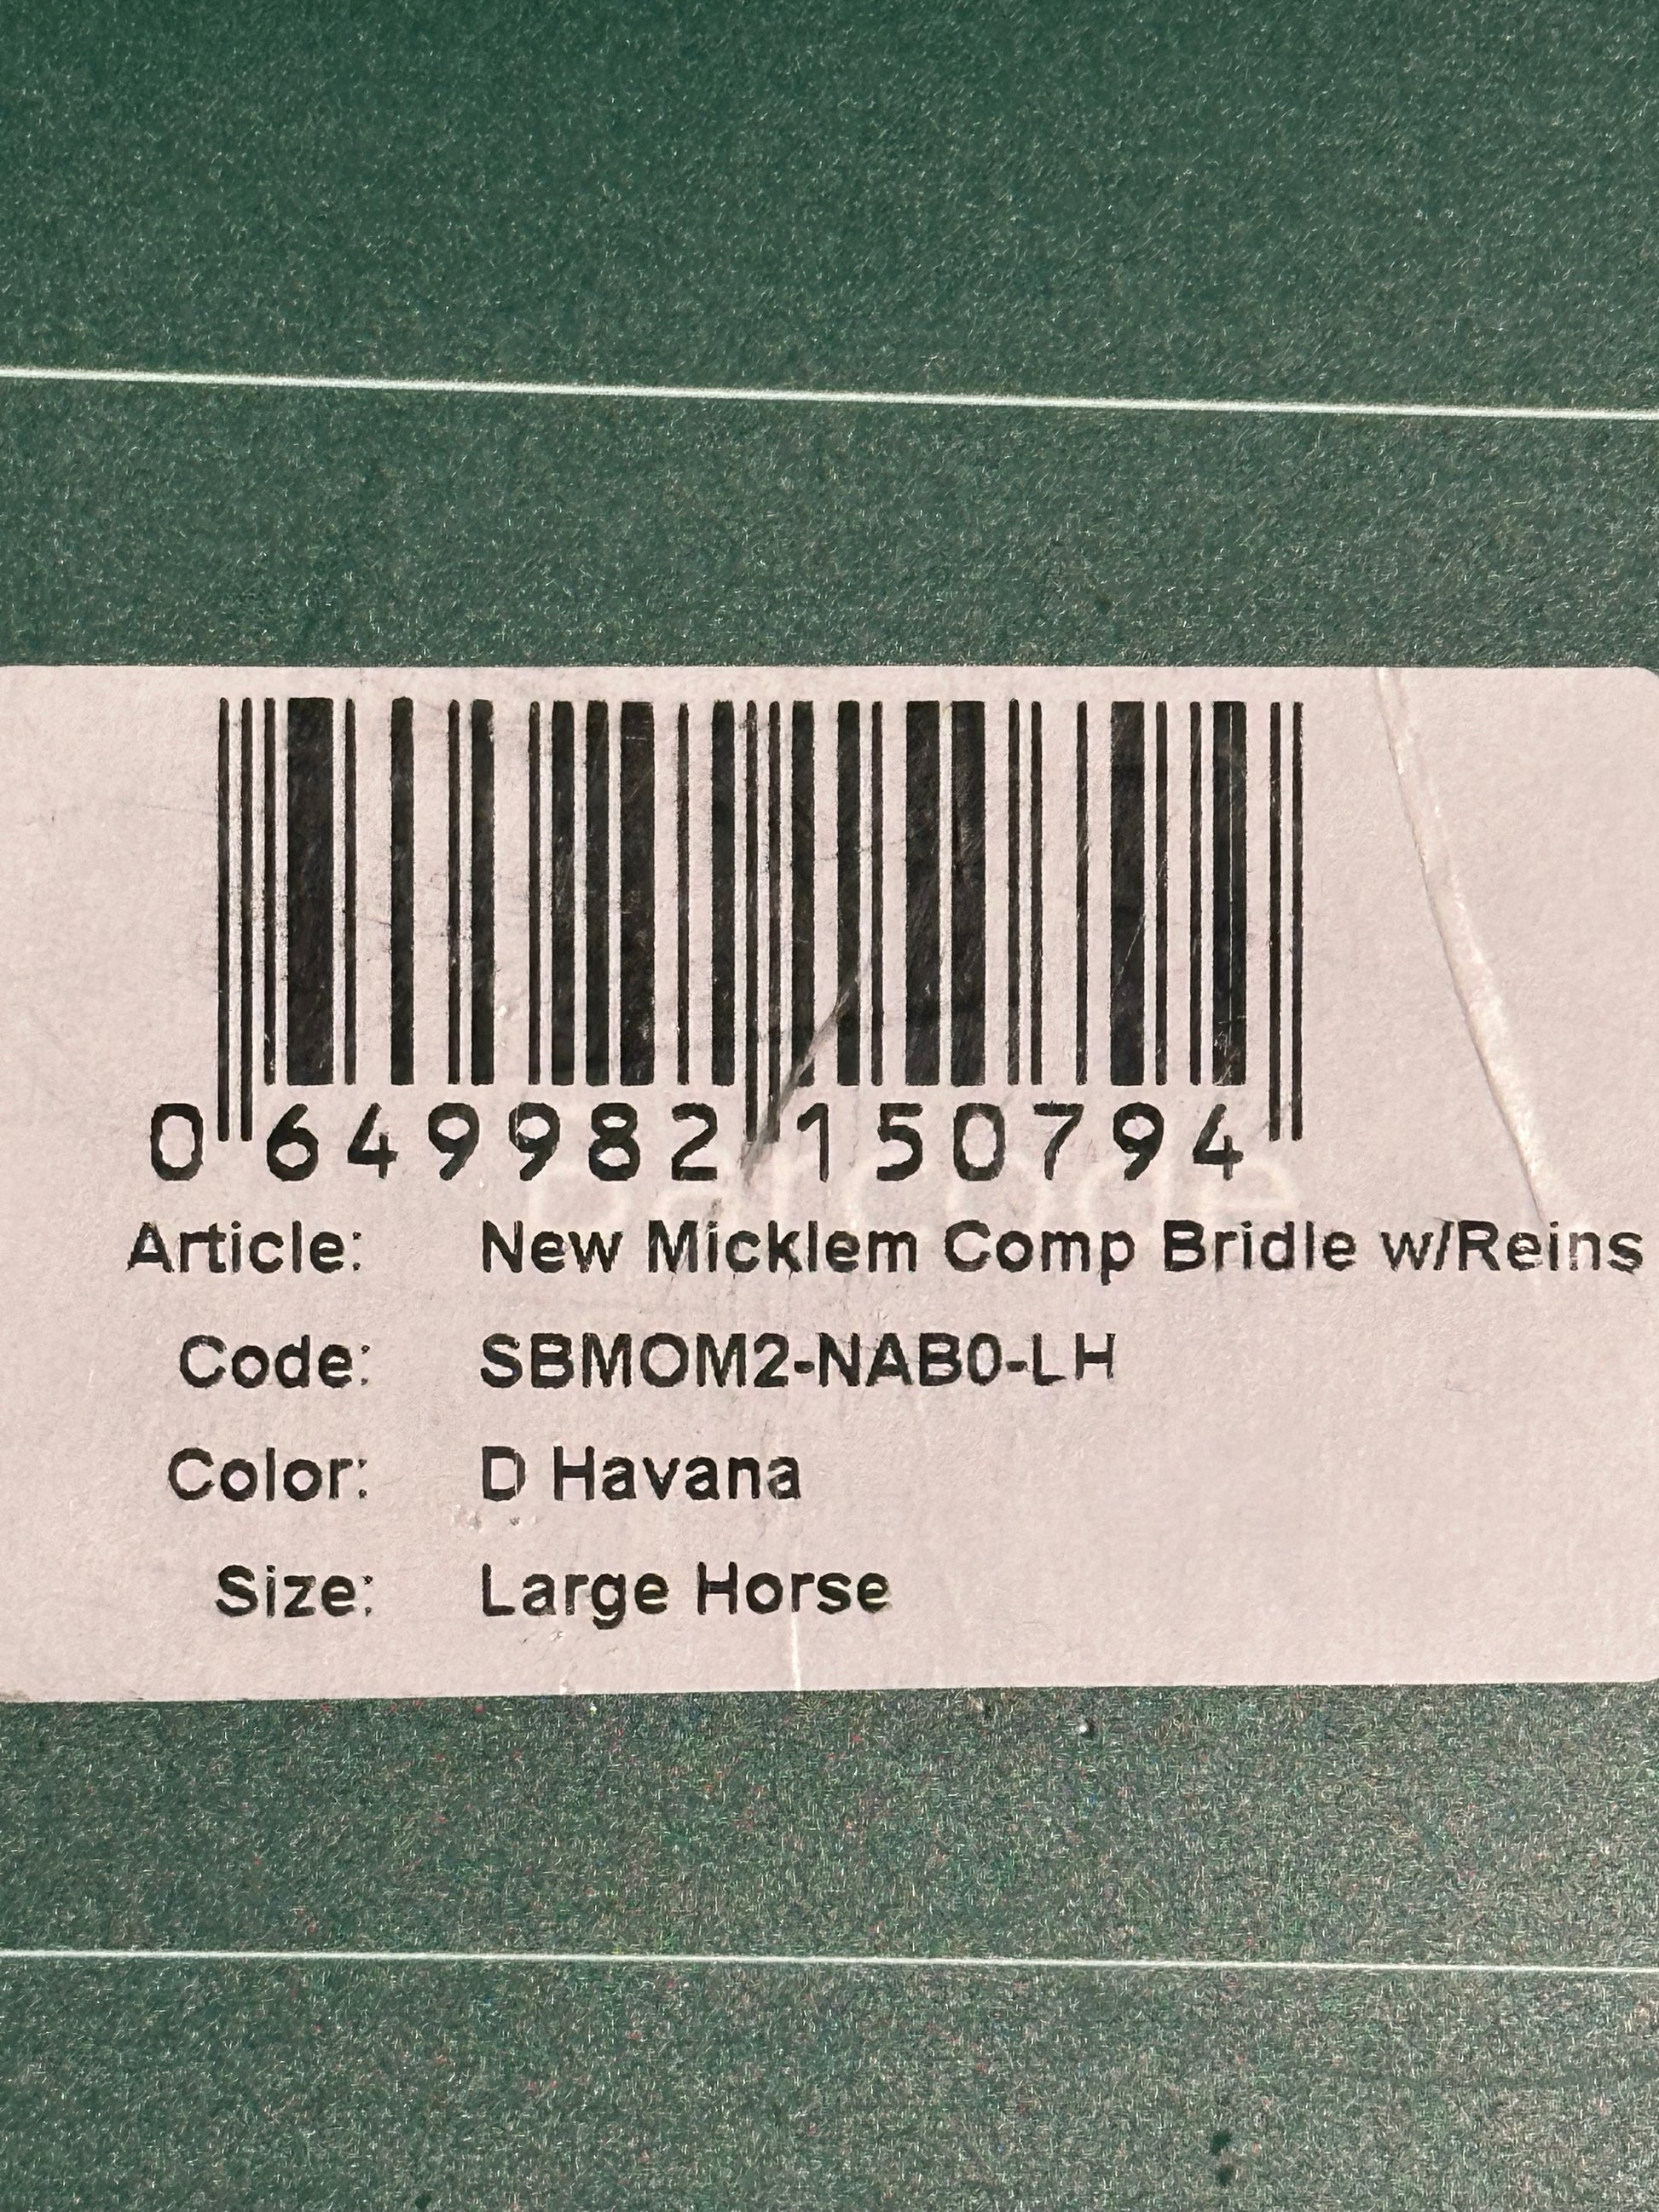 0 649982 150794
Article: New Micklem Comp Bridle w/Reins
Code: SBMOM2-NAB0-LH
Color: D Havana
Size: Large Horse